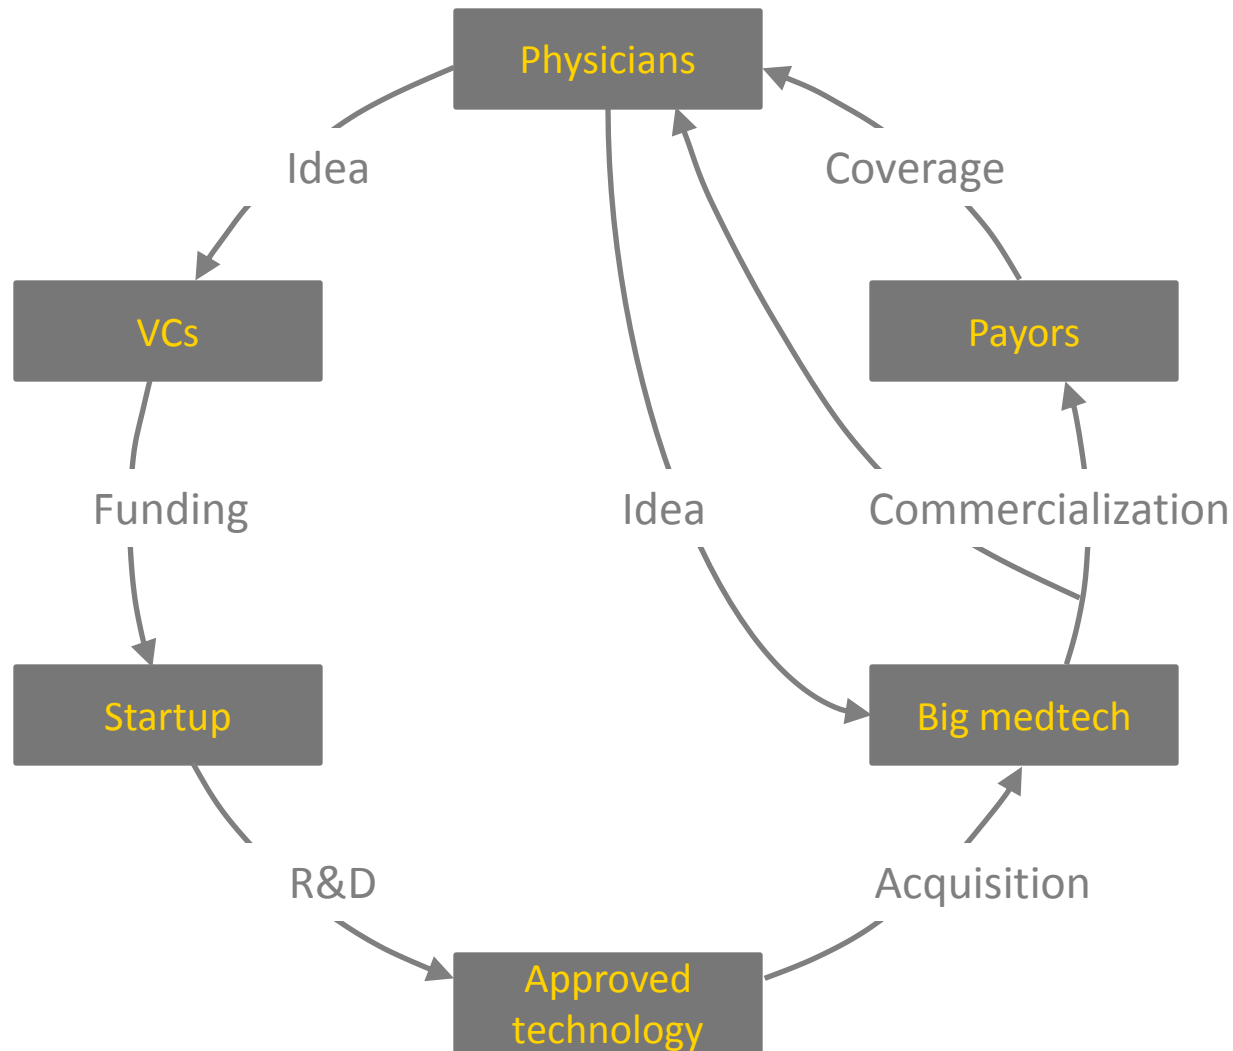 Physicians
Idea
Coverage
VCs
Payors
Funding
Idea
Commercialization
Startup
Big medtech
R&D
Acquisition
Approved
technology